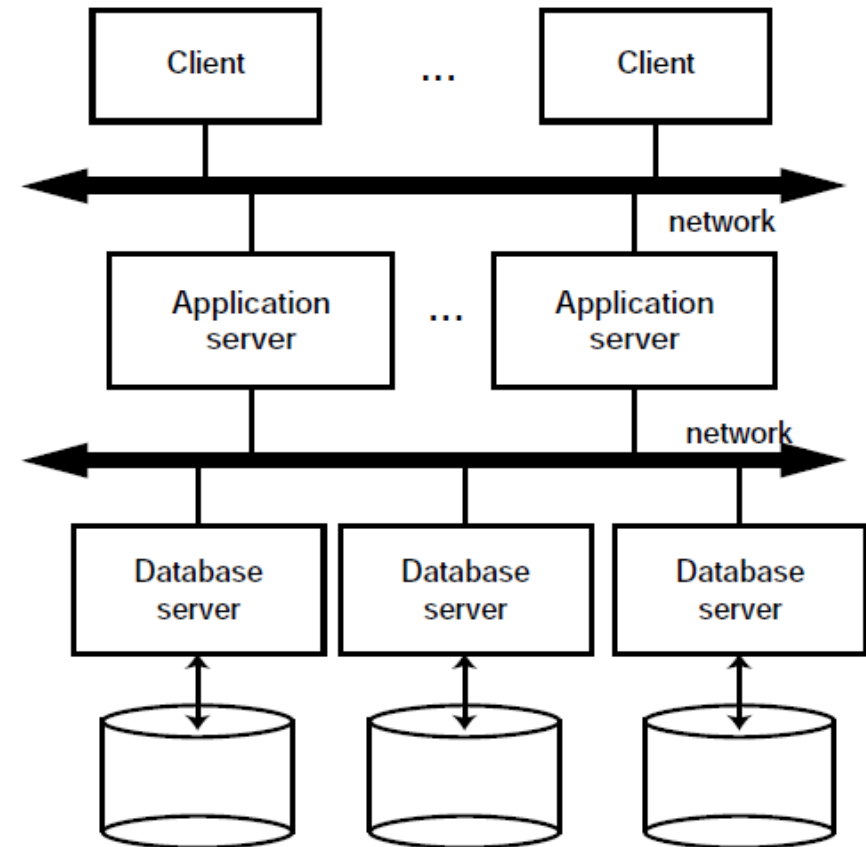 Client
...
Client
network
Application
server
...
Application
server
network
Database
server
Database
server
Database
server